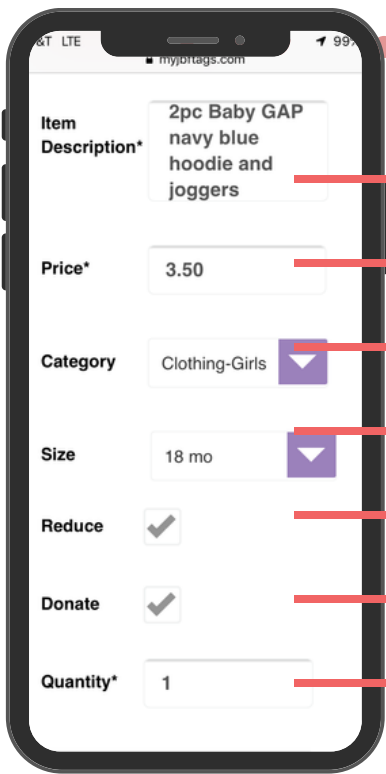 LTE
99%
myjbftags.com
Item
Description*
2pc Baby GAP
navy blue
hoodie and
joggers
Price*
3.50
Category
Clothing-Girls
Size
18 mo
Reduce
Donate
Quantity*
1